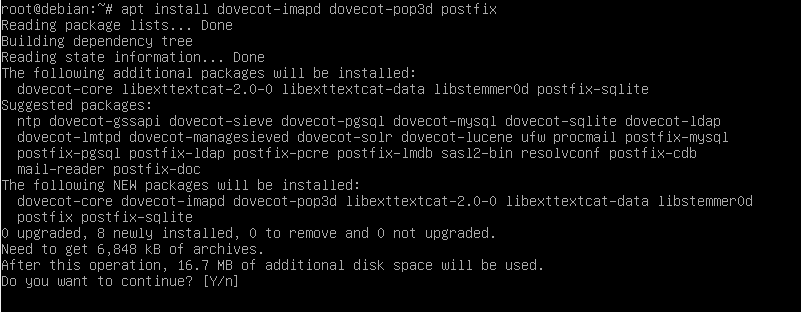 root@debian:~# apt install dovecot-imapd dovecot-pop3d postfix
Reading package lists... Done
Building dependency tree
Reading state information... Done
The following additional packages will be installed:
  dovecot-core libexttextcat-2.0-0 libexttextcat-data libstemmer0d postfix-sqlite
Suggested packages:
  ntp dovecot-gssapi dovecot-sieve dovecot-pgsql dovecot-mysql dovecot-sqlite dovecot-ldap
  dovecot-lmtpd dovecot-managesieved dovecot-solr dovecot-lucene ufw procmail postfix-mysql
  postfix-pgsql postfix-ldap postfix-pcre postfix-lmdb sasl2-bin resolvconf postfix-cdb
  mail-reader postfix-doc
The following NEW packages will be installed:
  dovecot-core dovecot-imapd dovecot-pop3d libexttextcat-2.0-0 libexttextcat-data libstemmer0d
  postfix postfix-sqlite
0 upgraded, 8 newly installed, 0 to remove and 0 not upgraded.
Need to get 6,848 kB of archives.
After this operation, 16.7 MB of additional disk space will be used.
Do you want to continue? [Y/n]